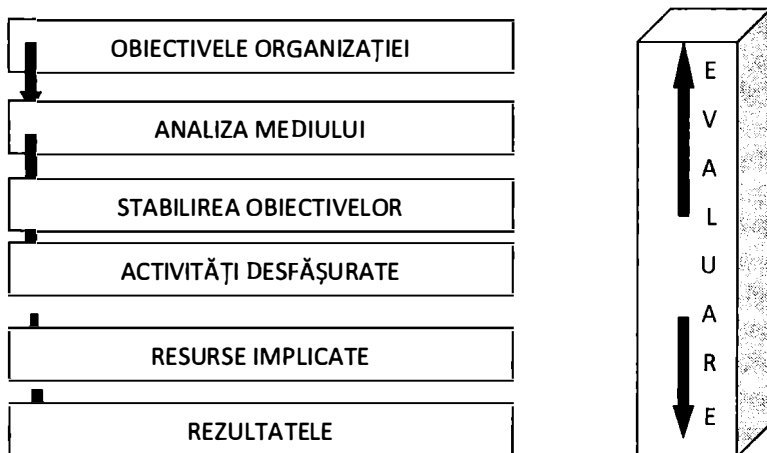 OBIECTIVELE ORGANIZAȚIEI
ANALIZA MEDIULUI
STABILIREA OBIECTIVELOR
ACTIVITĂȚI DESFĂȘURATE
RESURSE IMPLICATE
REZULTATELE
E
V
A
L
U
A
R
E